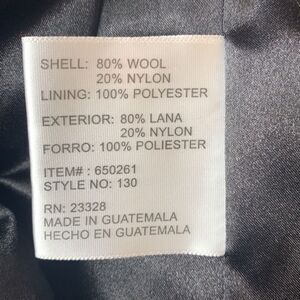 SHELL: 80% WOOL
20% NYLON
LINING: 100% POLYESTER
EXTERIOR: 80% LANA
20% NYLON
FORRO: 100% POLIESTER
ITEM# : 650261
STYLE NO: 130
RN: 23328
MADE IN GUATEMALA
HECHO EN GUATEMALA